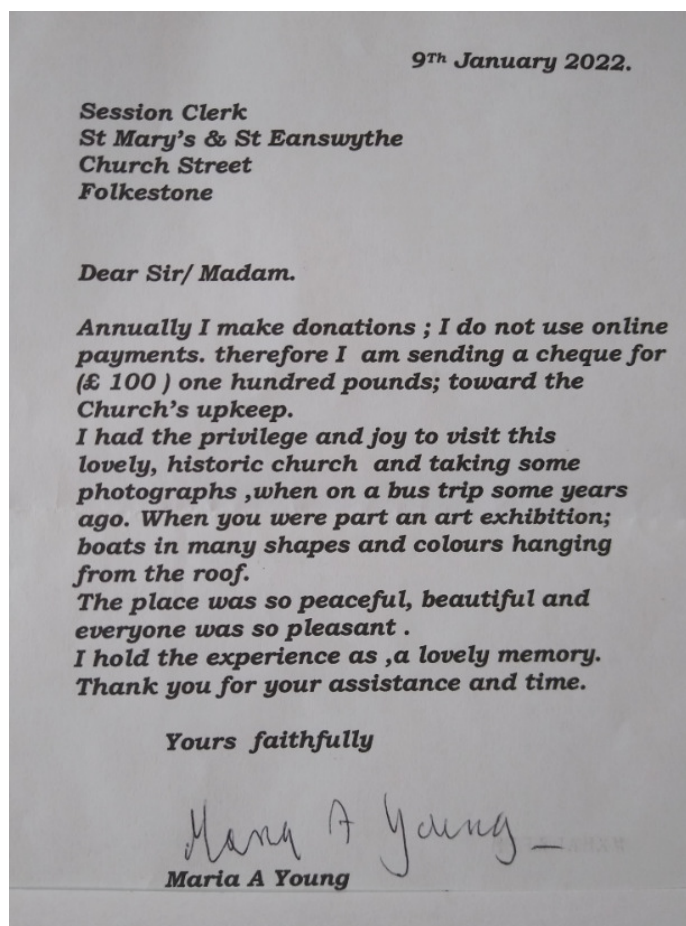 9Th January 2022.
Session Clerk
St Mary's & St Eanswythe
Church Street
Folkestone
Dear Sir/ Madam.
Annually I make donations ; I do not use online
payments. therefore I am sending a cheque for
(£ 100 ) one hundred pounds; toward the
Church's upkeep.
I had the privilege and joy to visit this
lovely, historic church and taking some
photographs ,when on a bus trip some years
ago. When you were part an art exhibition;
boats in many shapes and colours hanging
from the roof.
The place was so peaceful, beautiful and
everyone was so pleasant .
I hold the experience as ,a lovely memory.
Thank you for your assistance and time.
Yours faithfully
Maria A Young
Maria A Young